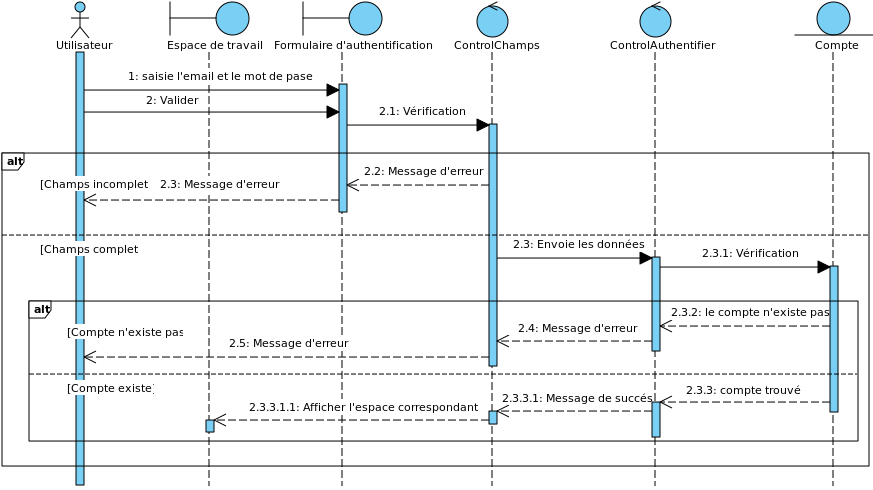 Utilisateur
Espace de travail
Formulaire d'authentification
ControlChamps
ControlAuthentifier
Compte
1: saisie l'email et le mot de pase
2: Valider
2.1: Vérification
alt
2.2: Message d'erreur
[Champs incomplet
2.3: Message d'erreur
[Champs complet
2.3: Envoie les données
2.3.1: Vérification
alt
2.3.2: le compte n'existe pas
[Compte n'existe pas
2.4: Message d'erreur
2.5: Message d'erreur
[Compte existe]
2.3.3: compte trouvé
2.3.3.1: Message de succés
2.3.3.1.1: Afficher l'espace correspondant